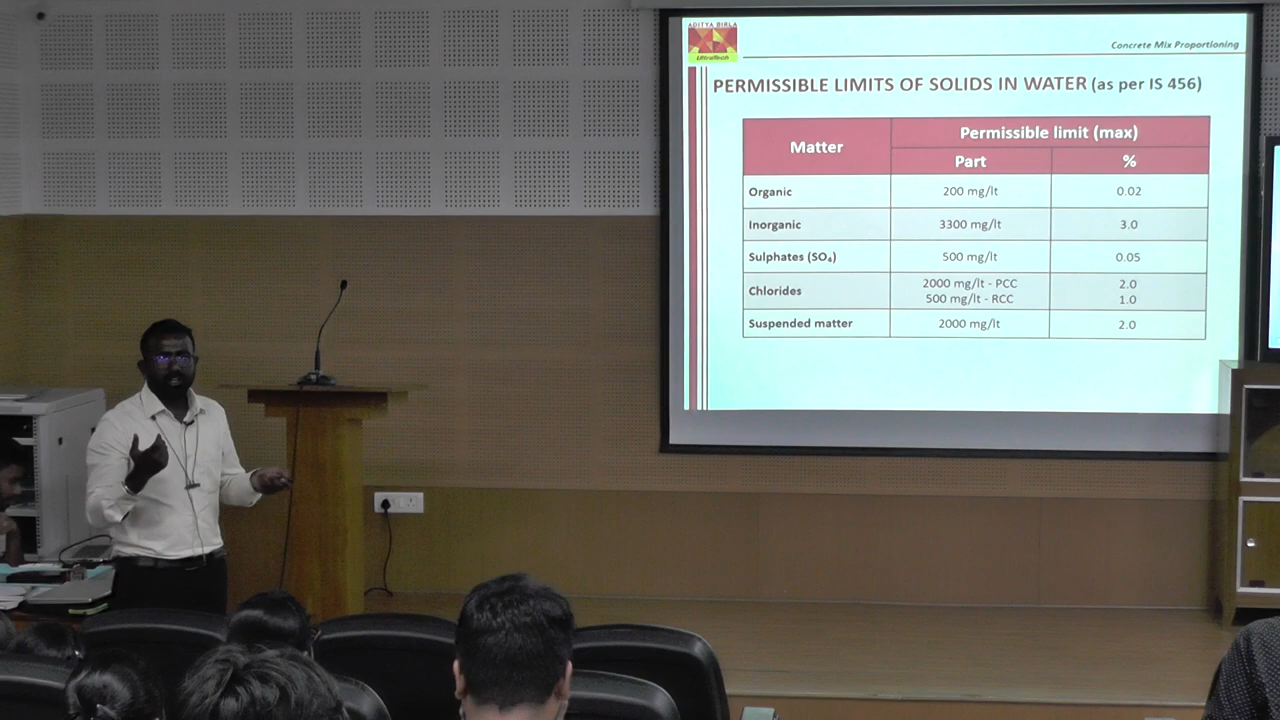 ADITYA BIRLA
UltraTech
Concrete Mix Proportioning
PERMISSIBLE LIMITS OF SOLIDS IN WATER (as per IS 456)
Matter
Permissible limit (max)
Part
%
Organic
200 mg/lt
0.02
Inorganic
3300 mg/lt
3.0
Sulphates (SO₄)
500 mg/lt
0.05
Chlorides
2000 mg/lt - PCC
2.0
500 mg/lt - RCC
1.0
Suspended matter
2000 mg/lt
2.0